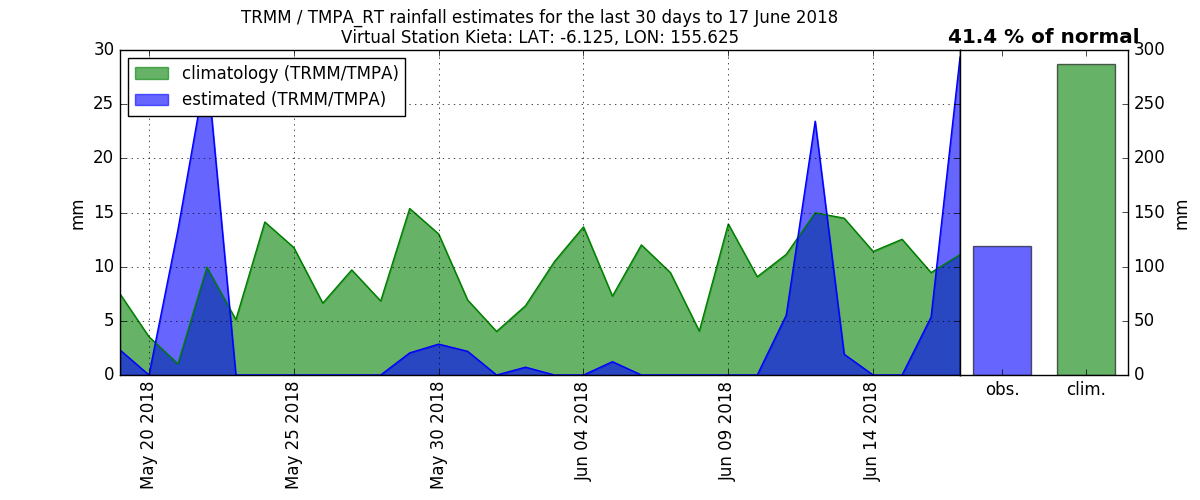 TRMM / TMPA_RT rainfall estimates for the last 30 days to 17 June 2018
Virtual Station Kieta: LAT: -6.125, LON: 155.625
41.4 % of normal
climatology (TRMM/TMPA)
estimated (TRMM/TMPA)
30
25
20
15
10
5
0
mm
May 20 2018
May 25 2018
May 30 2018
Jun 04 2018
Jun 09 2018
Jun 14 2018
300
250
200
150
100
50
0
mm
obs.
clim.